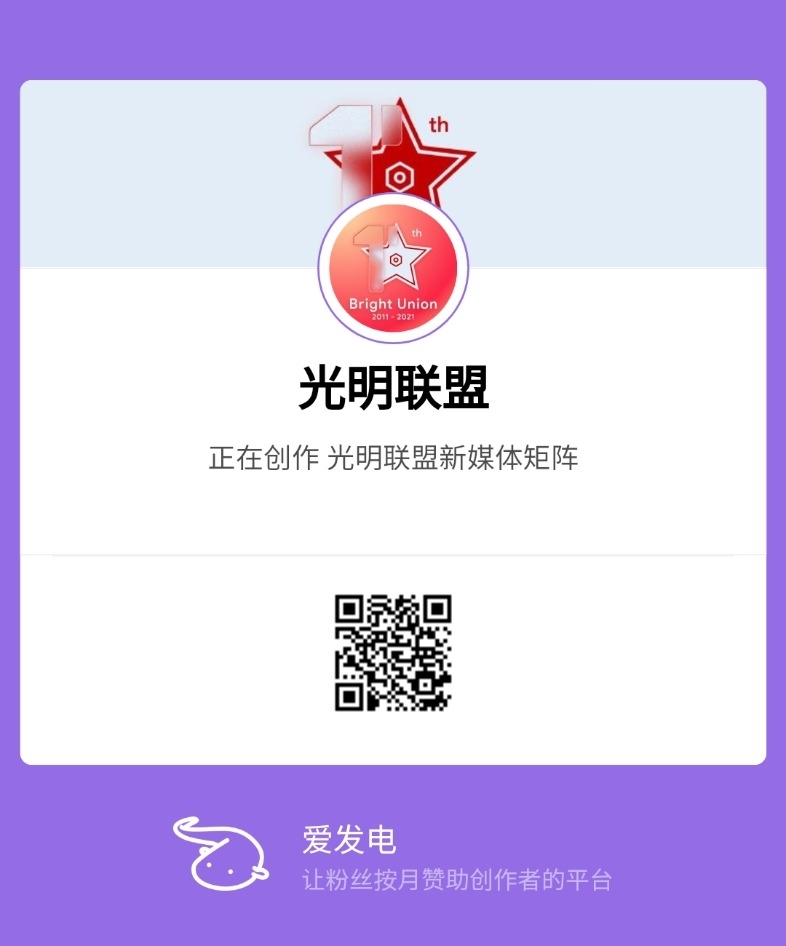 th
th
Bright Union
2011 - 2021
光明联盟
正在创作 光明联盟新媒体矩阵
爱发电
让粉丝按月赞助创作者的平台